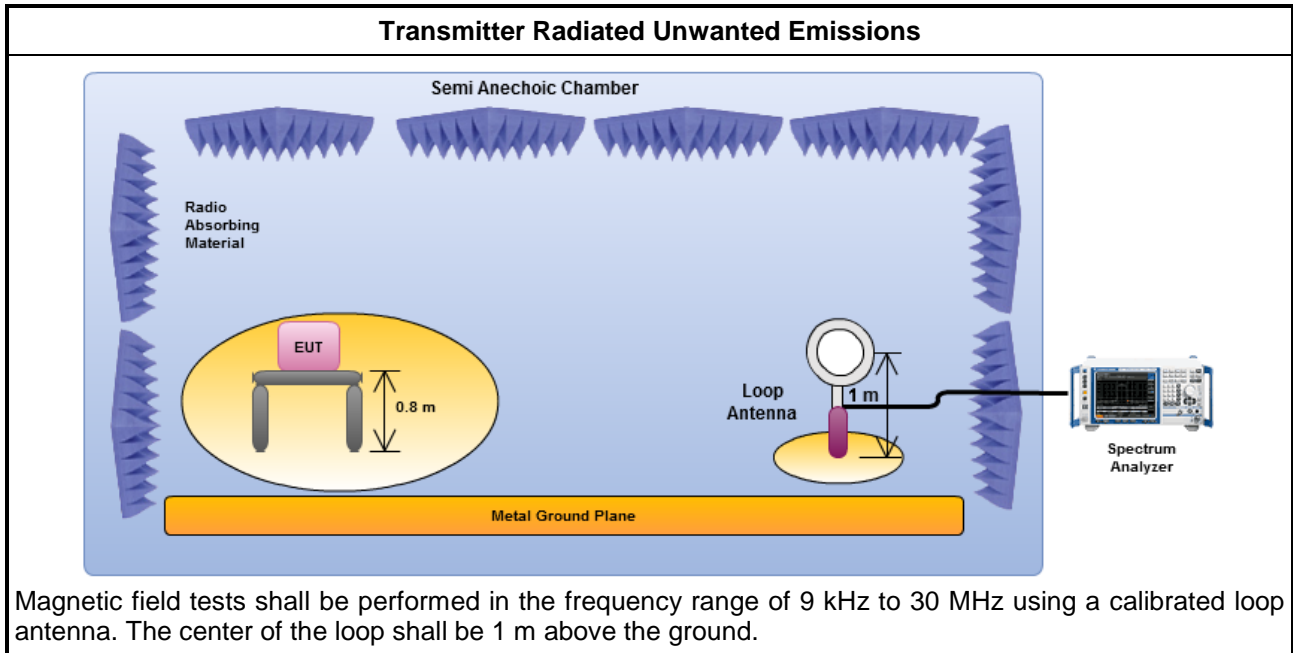 Transmitter Radiated Unwanted Emissions
Semi Anechoic Chamber
Radio
Absorbing
Material
EUT
0.8 m
Loop
Antenna
1 m
Spectrum
Analyzer
Metal Ground Plane
Magnetic field tests shall be performed in the frequency range of 9 kHz to 30 MHz using a calibrated loop
antenna. The center of the loop shall be 1 m above the ground.